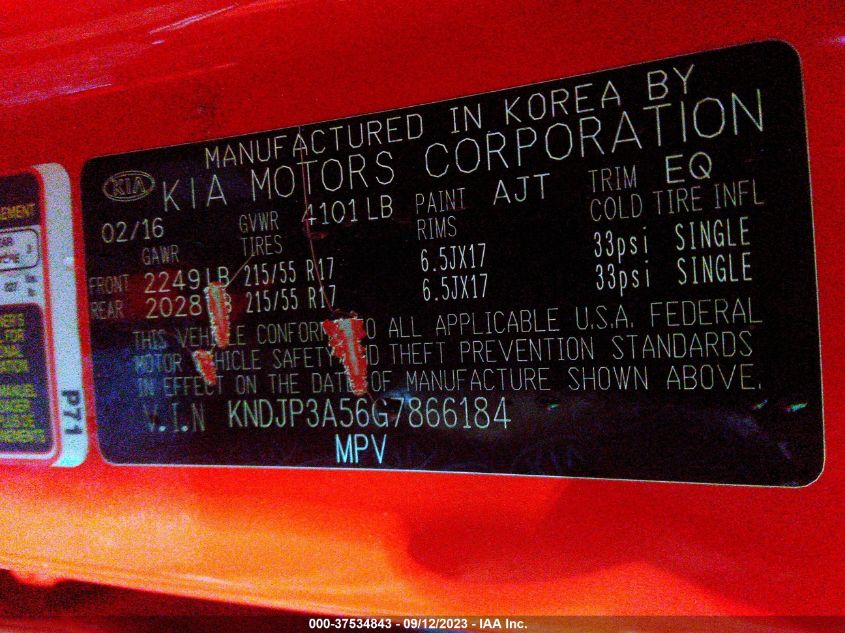 MANUFACTURED IN KOREA BY
KIA KIA MOTORS CORPORATION
02/16 GVWR 4101 LB PAINT AJT TRIM EQ
GAWR TIRES RIMS COLD TIRE INFL
FRONT 2249 LB 215/55 R17 6.5JX17 33psi SINGLE
REAR 2028 B 215/55 R17 6.5JX17 33psi SINGLE
THIS VEHICLE CONFORM TO ALL APPLICABLE U.S.A. FEDERAL
MOTOR VEHICLE SAFETY AND THEFT PREVENTION STANDARDS
IN EFFECT ON THE DATE OF MANUFACTURE SHOWN ABOVE.
V.I.N KNDJP3A56G7866184
MPV
P71
000-37534843 - 09/12/2023 - IAA Inc.